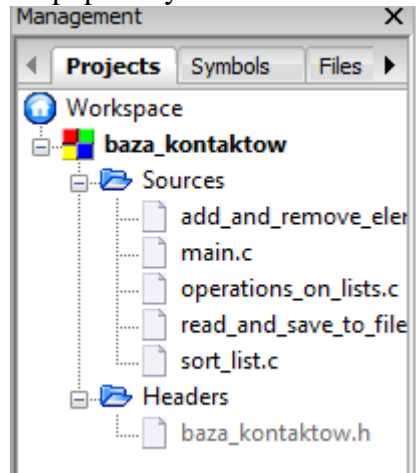 Management X
Projects Symbols Files
Workspace
baza_kontaktow
Sources
add_and_remove_eler
main.c
operations_on_lists.c
read_and_save_to_file
sort_list.c
Headers
baza_kontaktow.h